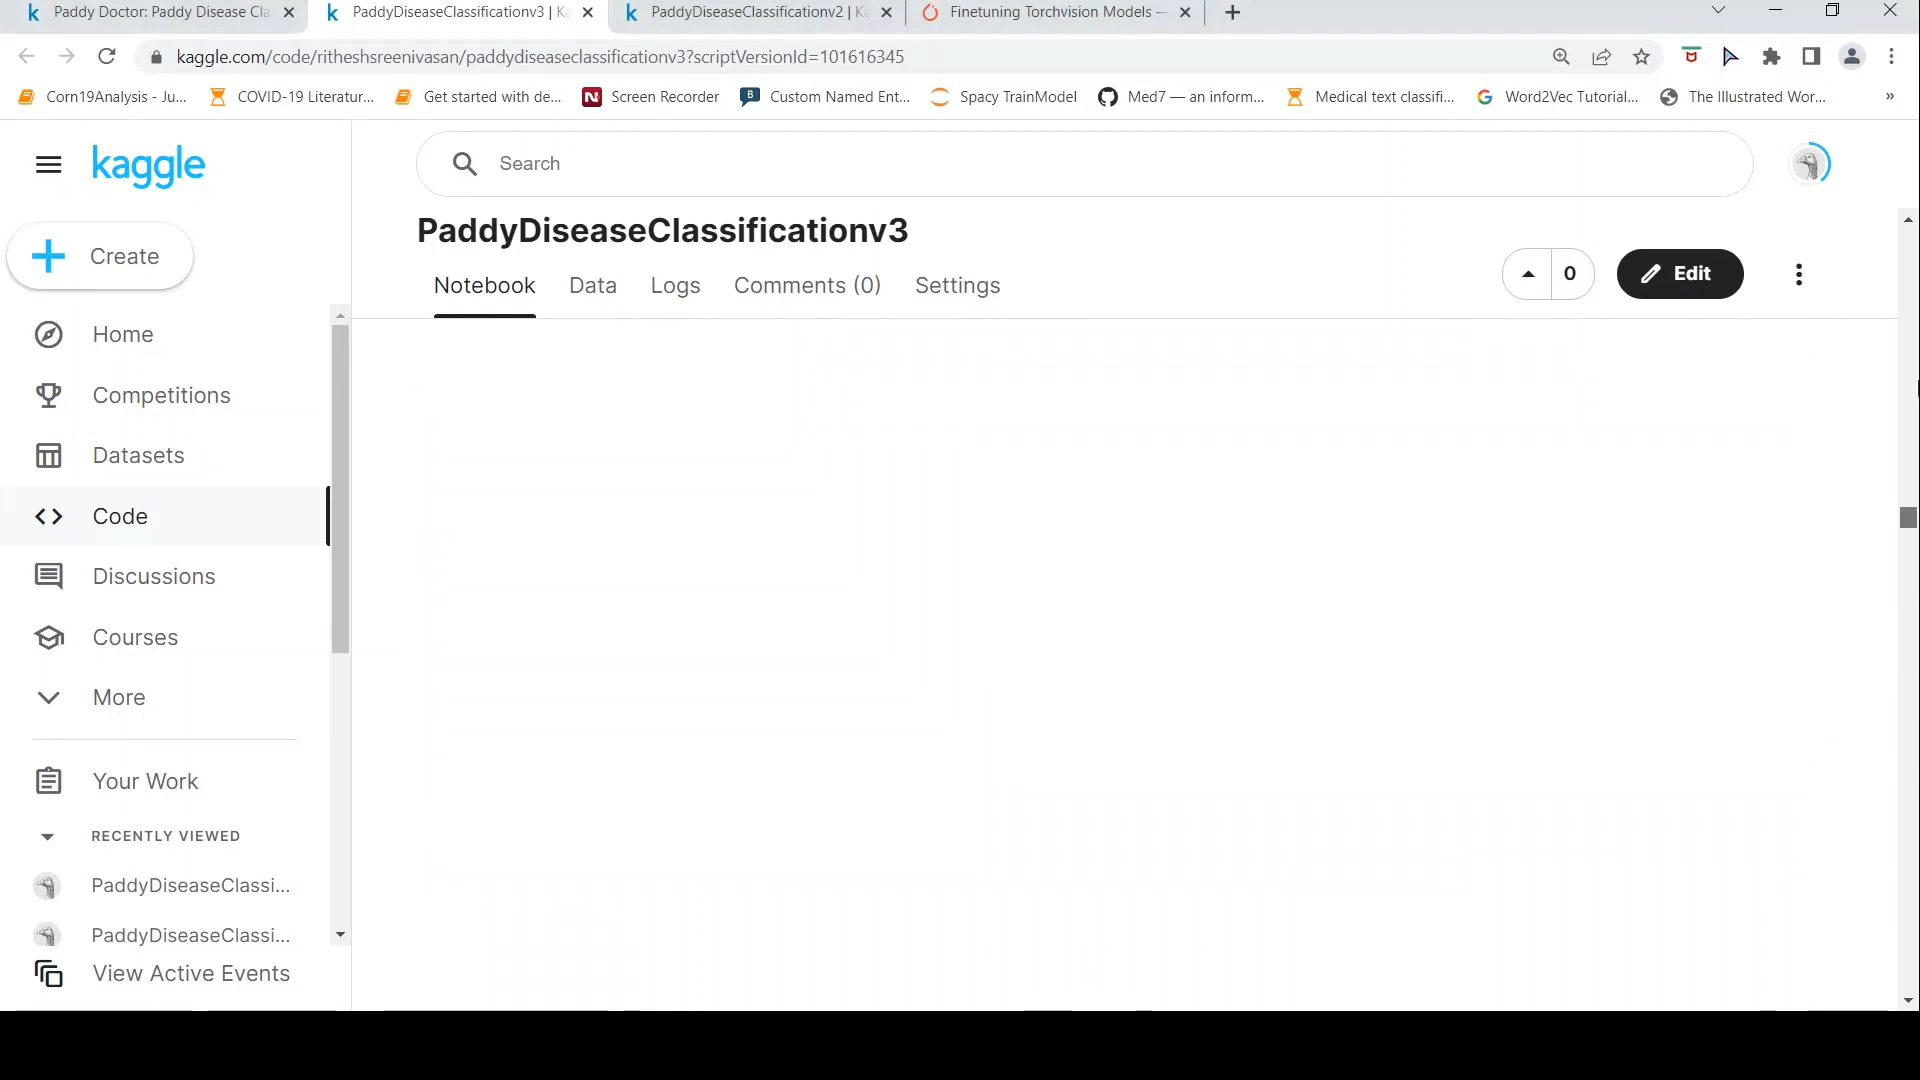 Paddy Doctor: Paddy Disease Cla
PaddyDiseaseClassificationv3 | Ka
PaddyDiseaseClassificationv2 | Ka
Finetuning Torchvision Models —
kaggle.com/code/ritheshsreenivasan/paddydiseaseclassificationv3?scriptVersionId=101616345
Corn19Analysis - Ju...
COVID-19 Literatur...
Get started with de...
Screen Recorder
Custom Named Ent...
Spacy TrainModel
Med7 — an inform...
Medical text classifi...
Word2Vec Tutorial...
The Illustrated Wor...
kaggle
Search
Create
PaddyDiseaseClassificationv3
Notebook
Data
Logs
Comments (0)
Settings
0
Edit
Home
Competitions
Datasets
Code
Discussions
Courses
More
Your Work
RECENTLY VIEWED
PaddyDiseaseClassi...
PaddyDiseaseClassi...
View Active Events